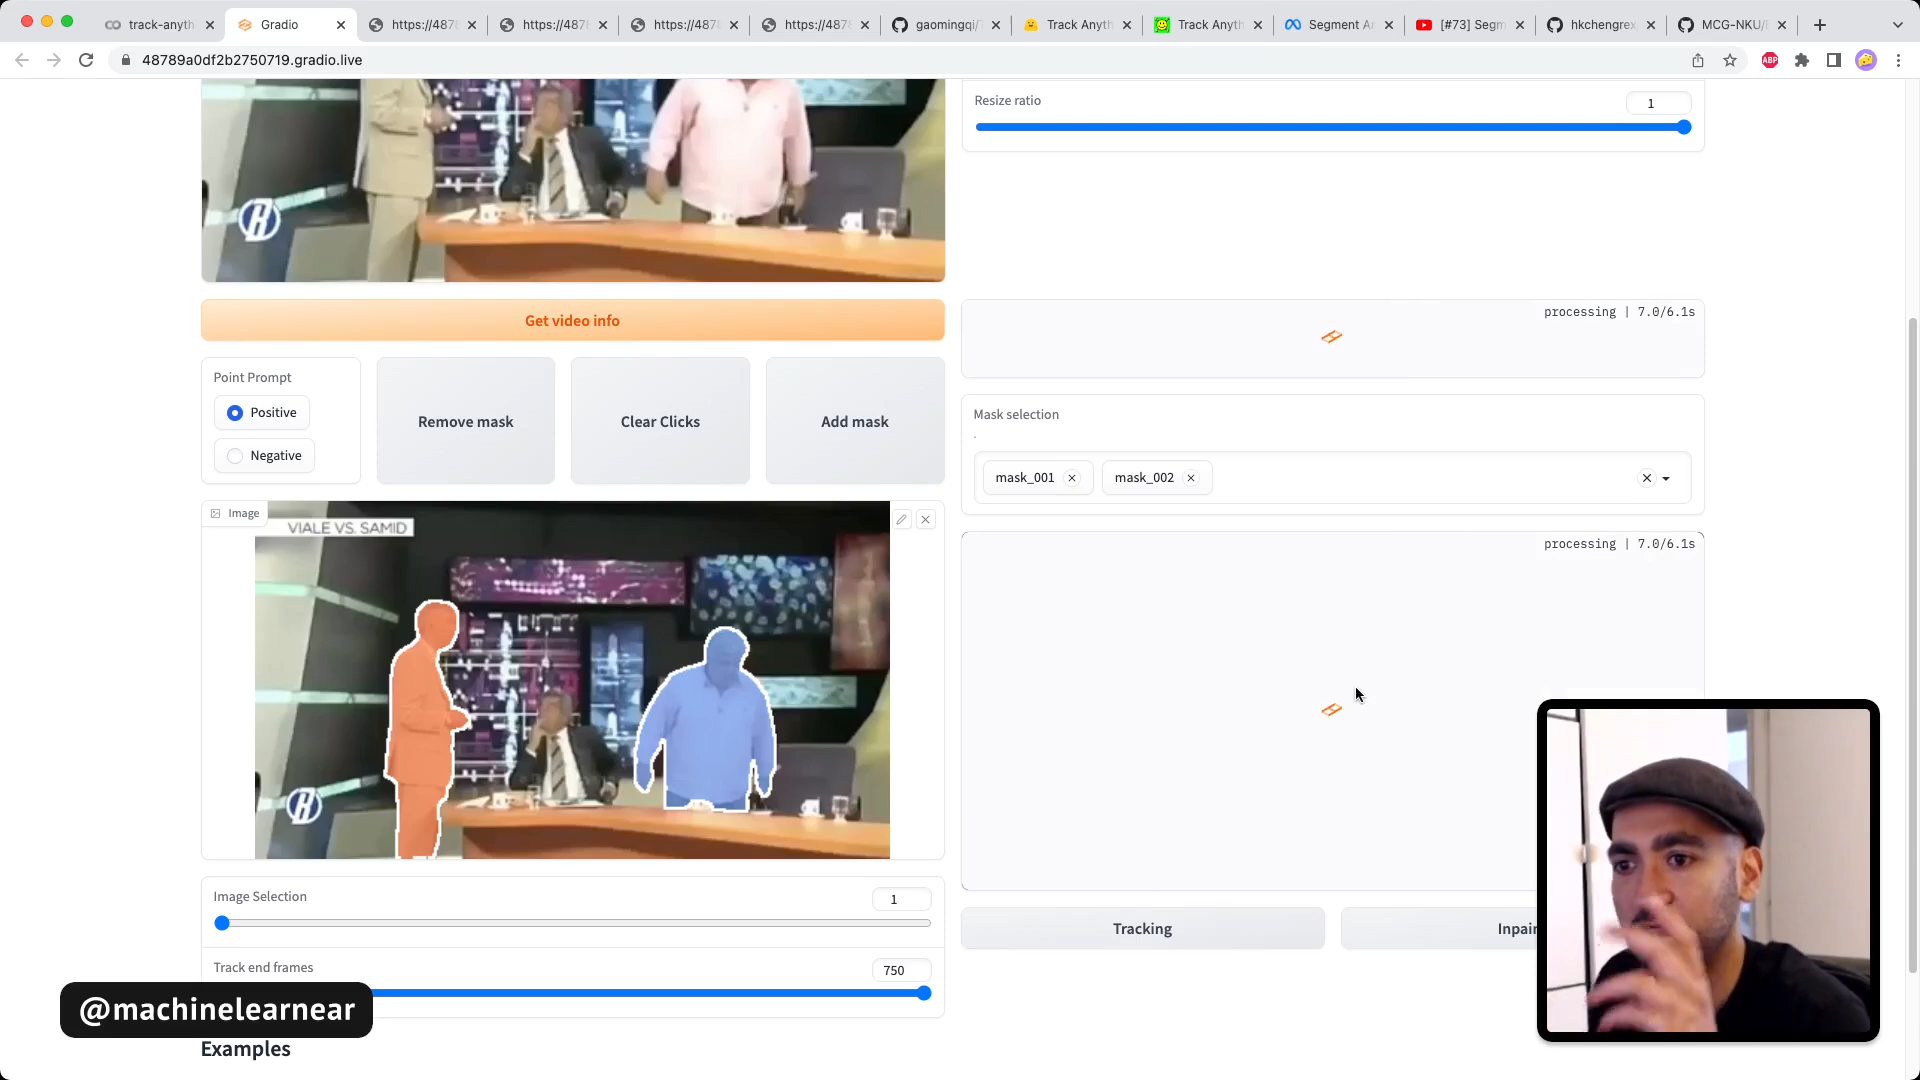 track-anyth
Gradio
https://487
https://487
https://487
https://487
gaomingqi/
Track Anyth
Track Anyth
Segment A
[#73] Segm
hkchengrex
MCG-NKU/
48789a0df2b2750719.gradio.live
ABP
Resize ratio
1
Get video info
processing | 7.0/6.1s
Point Prompt
Positive
Negative
Remove mask
Clear Clicks
Add mask
Mask selection
.
mask_001
mask_002
Image
VIALE VS. SAMID
processing | 7.0/6.1s
Image Selection
1
Track end frames
750
Tracking
Inpain
@machinelearnear
Examples